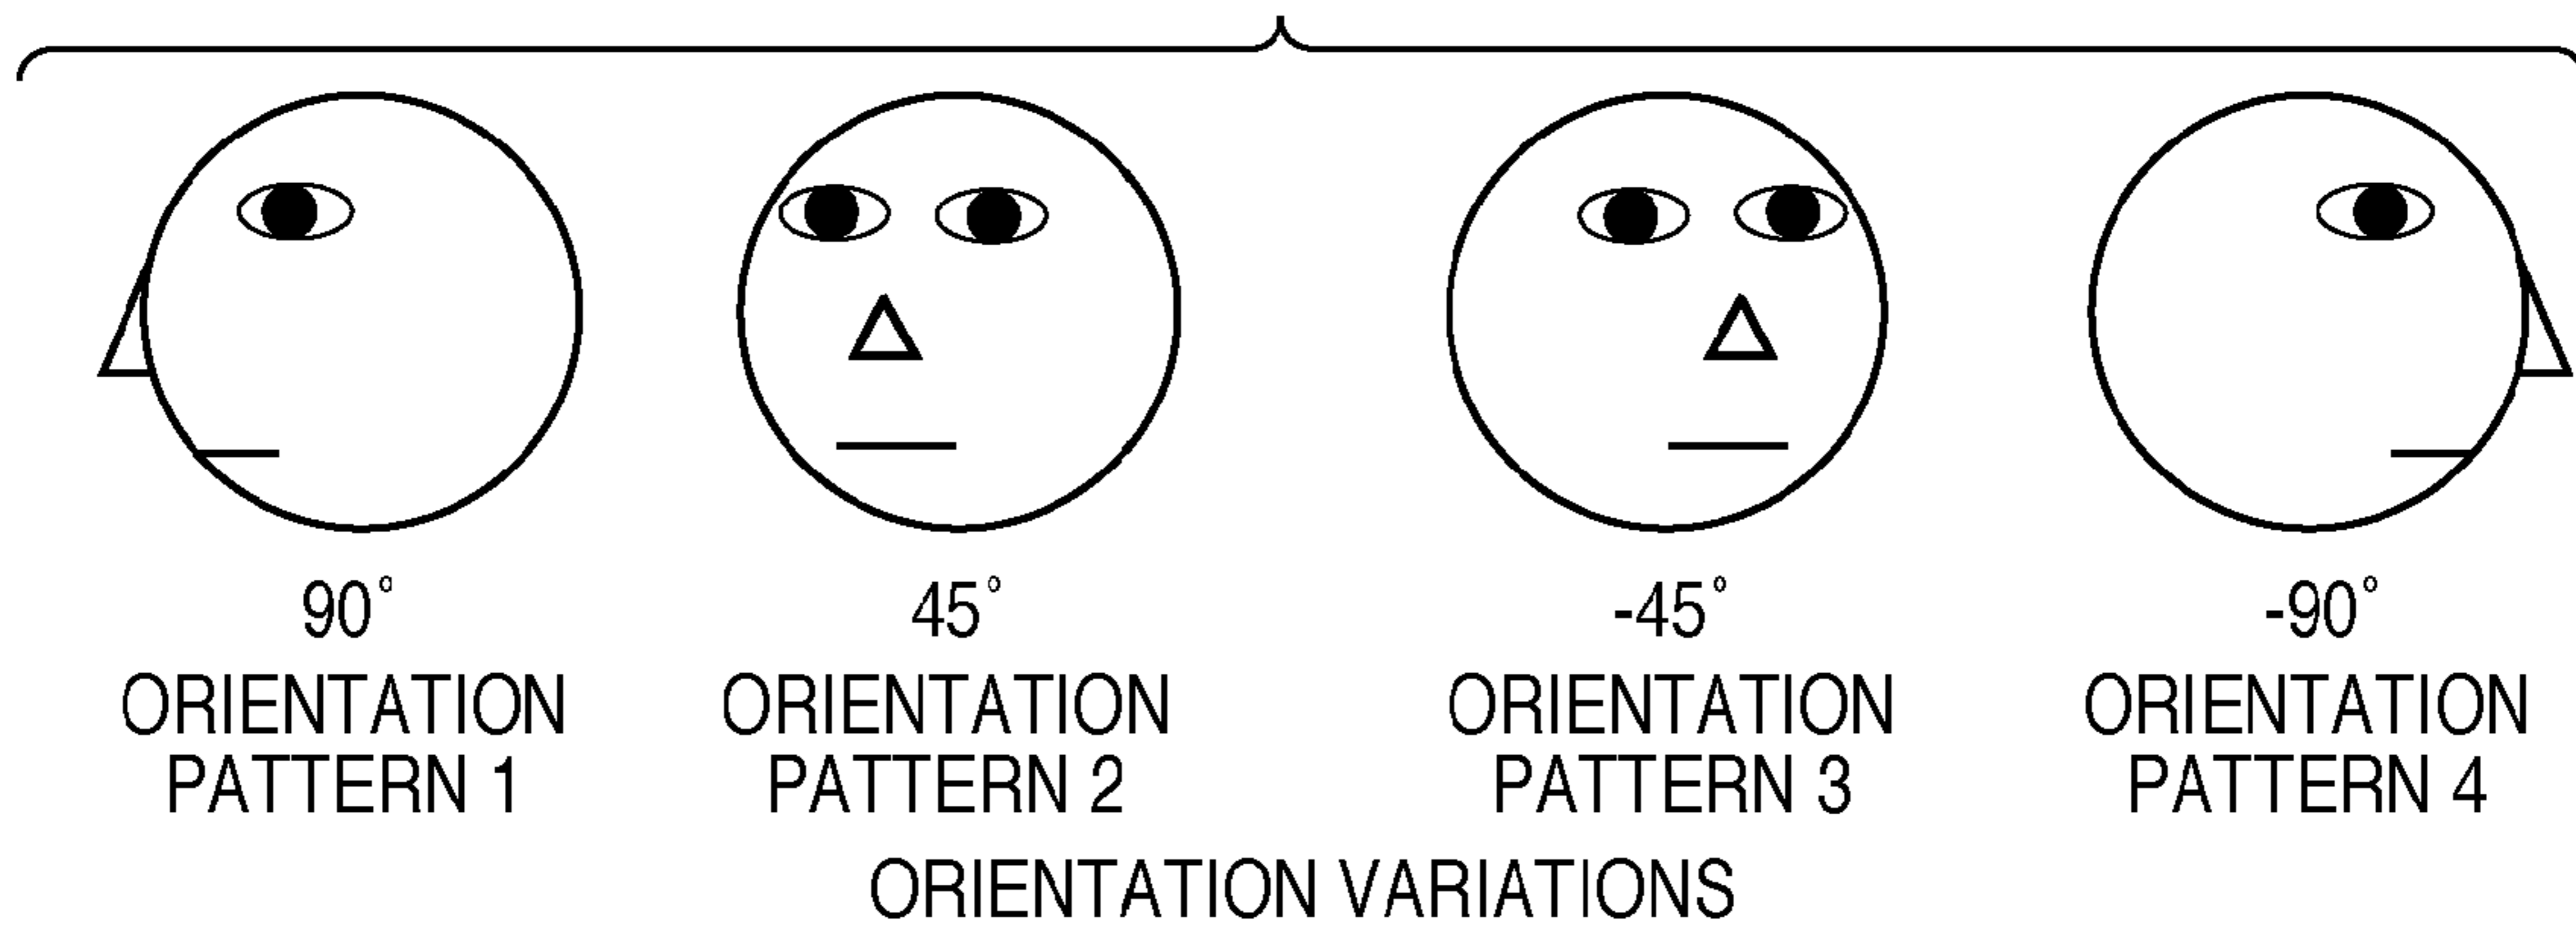 90° 45° -45° -90°
ORIENTATION ORIENTATION ORIENTATION ORIENTATION
PATTERN 1 PATTERN 2 PATTERN 3 PATTERN 4
ORIENTATION VARIATIONS